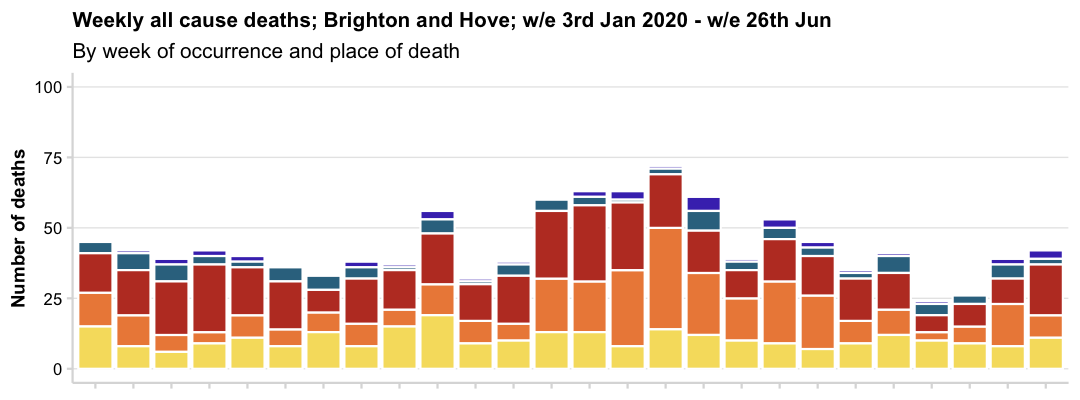 Weekly all cause deaths; Brighton and Hove; w/e 3rd Jan 2020 - w/e 26th Jun
By week of occurrence and place of death
Number of deaths
100
75
50
25
0